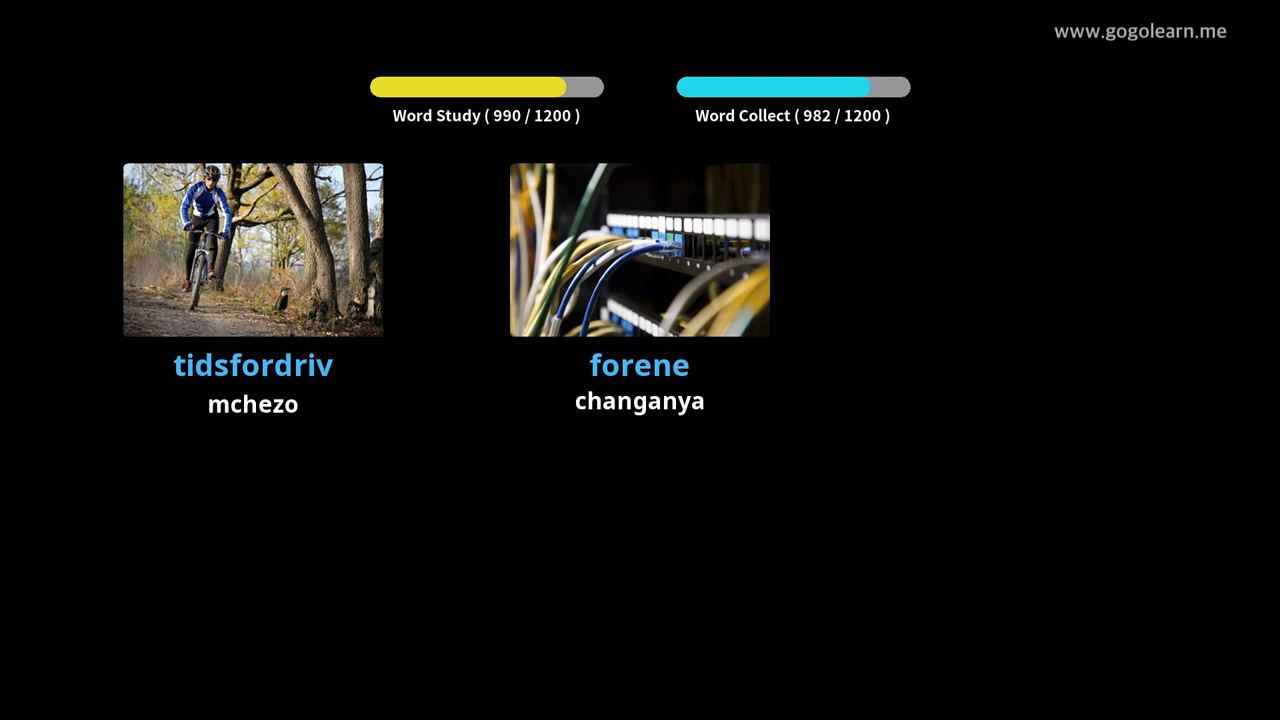 www.gogolearn.me
Word Study ( 990 / 1200 )
Word Collect ( 982 / 1200 )
tidsfordriv
mchezo
forene
changanya